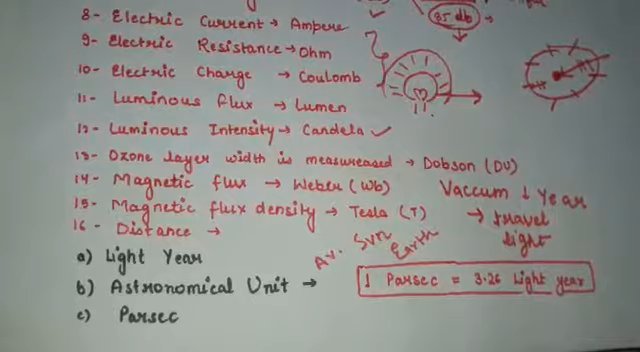 85 db →
8- Electric Current → Ampere
9- Electric Resistance → Ohm
10- Electric Charge → Coulomb
11- Luminous flux → Lumen
12- Luminous Intensity → Candela ✓
13- Ozone layer width is measureased → Dobson (DU)
14- Magnetic flux → Weber (Wb)
15- Magnetic flux density → Tesla (T)
16- Distance →
Vaccum 1 year
→ travel
light
a) Light Year
Av. Sun Earth
b) Astronomical Unit →
1 Parsec = 3.26 Light year
c) Parsec